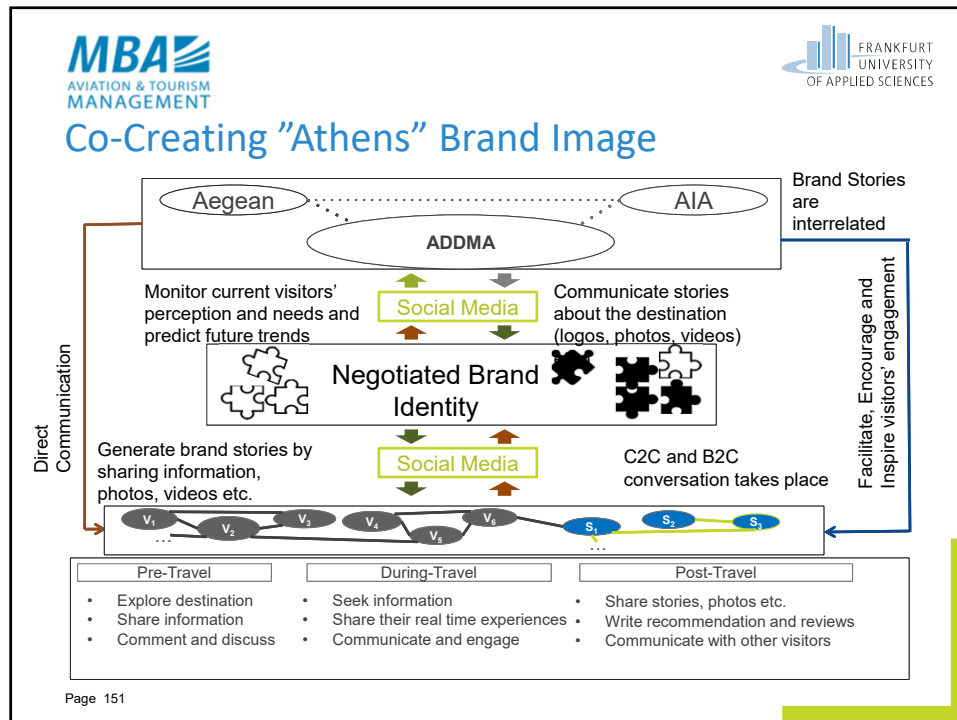 MBA
AVIATION & TOURISM
MANAGEMENT
FRANKFURT
UNIVERSITY
OF APPLIED SCIENCES
Co-Creating ”Athens” Brand Image
Aegean
AIA
ADDMA
Brand Stories
are
interrelated
Monitor current visitors’
perception and needs and
predict future trends
Social Media
Communicate stories
about the destination
(logos, photos, videos)
Negotiated Brand
Identity
Direct
Communication
Facilitate, Encourage and
Inspire visitors’ engagement
Generate brand stories by
sharing information,
photos, videos etc.
Social Media
C2C and B2C
conversation takes place
V1
V2
V3
V4
V5
V6
S1
S2
S3
...
...
Pre-Travel
• Explore destination
• Share information
• Comment and discuss
During-Travel
• Seek information
• Share their real time experiences
• Communicate and engage
Post-Travel
• Share stories, photos etc.
• Write recommendation and reviews
• Communicate with other visitors
Page 151